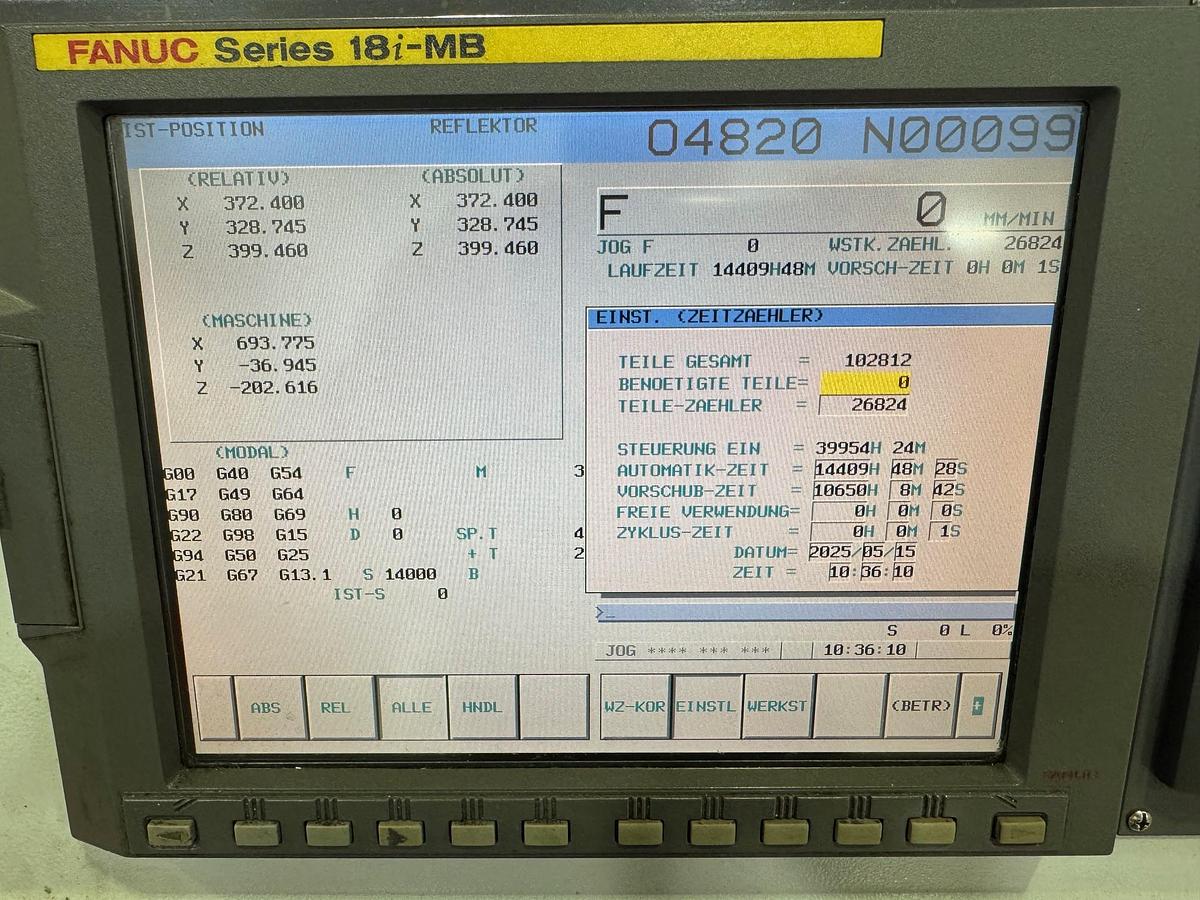 FANUC Series 18i-MB
IST-POSITION REFLEKTOR O4820 N00099
(RELATIV) (ABSOLUT)
X 372.400 X 372.400
Y 328.745 Y 328.745
Z 399.460 Z 399.460
(MASCHINE)
X 693.775
Y -36.945
Z -202.616
(MODAL)
G00 G40 G54 F M 3
G17 G49 G64
G90 G80 G69 H 0
G22 G98 G15 D 0 SP.T 4
G94 G50 G25 + T 2
G21 G67 G13.1 S 14000 B
IST-S 0
F 0 MM/MIN
JOG F 0 WSTK.ZAEHL. 26824
LAUFZEIT 14409H48M VORSCH-ZEIT 0H 0M 1S
EINST. (ZEITZAEHLER)
TEILE GESAMT = 102812
BENOETIGTE TEILE= 0
TEILE-ZAEHLER = 26824
STEUERUNG EIN = 39954H 24M
AUTOMATIK-ZEIT = 14409H 48M 28S
VORSCHUB-ZEIT = 10650H 8M 42S
FREIE VERWENDUNG= 0H 0M 0S
ZYKLUS-ZEIT = 0H 0M 1S
DATUM= 2025/05/15
ZEIT = 10:36:10
>_
S 0 L 0%
JOG **** *** *** 10:36:10
ABS REL ALLE HNDL WZ-KOR EINSTL WERKST (BETR) +
FANUC